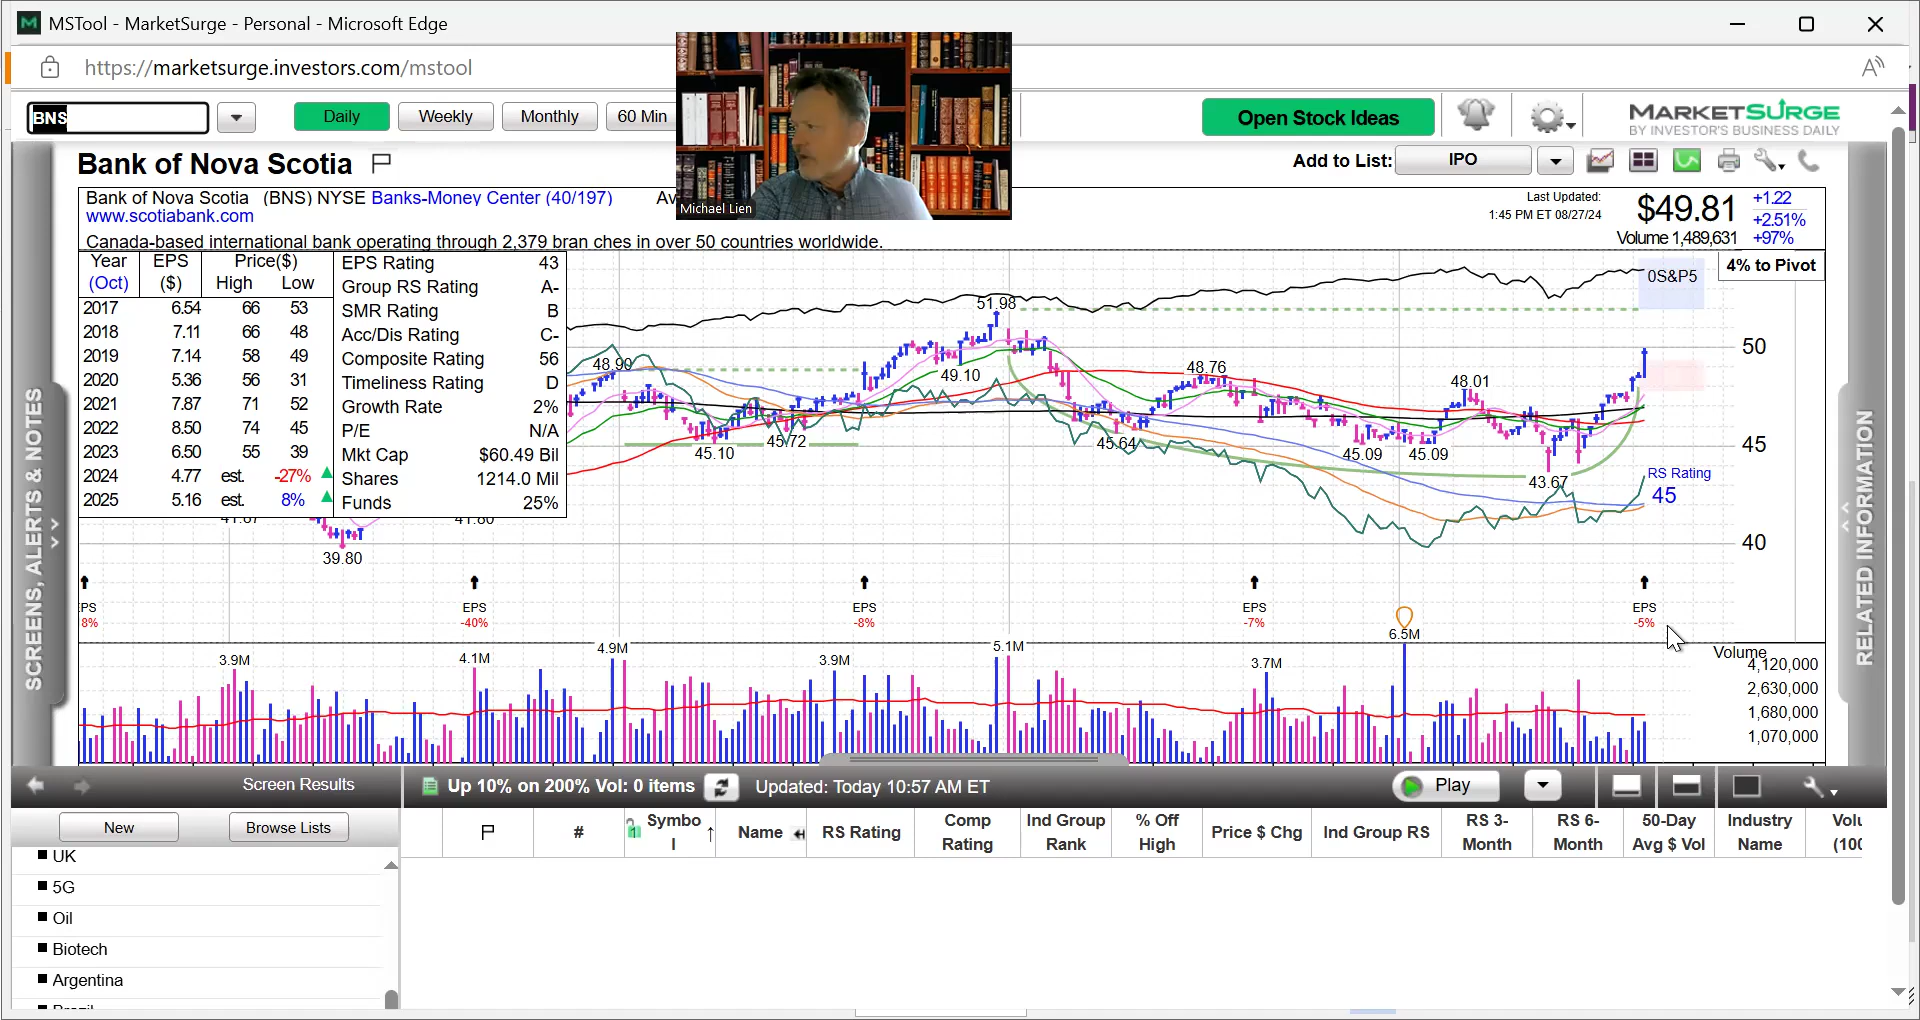 MSTool - MarketSurge - Personal - Microsoft Edge
https://marketsurge.investors.com/mstool
BNS
Daily
Weekly
Monthly
60 Min
Michael Lien
Open Stock Ideas
MARKETSURGE
BY INVESTOR'S BUSINESS DAILY
Bank of Nova Scotia
Add to List:
IPO
Bank of Nova Scotia (BNS) NYSE Banks-Money Center (40/197)
www.scotiabank.com
Canada-based international bank operating through 2,379 bran ches in over 50 countries worldwide.
Last Updated:
1:45 PM ET 08/27/24
$49.81
+1.22
+2.51%
Volume 1,489,631 +97%
4% to Pivot
Year EPS Price($)
(Oct) ($) High Low
2017 6.54 66 53
2018 7.11 66 48
2019 7.14 58 49
2020 5.36 56 31
2021 7.87 71 52
2022 8.50 74 45
2023 6.50 55 39
2024 4.77 est. -27%
2025 5.16 est. 8%
EPS Rating 43
Group RS Rating A-
SMR Rating B
Acc/Dis Rating C-
Composite Rating 56
Timeliness Rating D
Growth Rate 2%
P/E N/A
Mkt Cap $60.49 Bil
Shares 1214.0 Mil
Funds 25%
0S&P5
51.98
48.90
49.10
48.76
48.01
45.10
45.72
45.64
45.09
45.09
43.67
39.80
41.80
50
45
40
RS Rating
45
EPS
8%
EPS
-40%
EPS
-8%
EPS
-7%
EPS
-5%
3.9M
4.1M
4.9M
3.9M
5.1M
3.7M
6.5M
Volume
4,120,000
2,630,000
1,680,000
1,070,000
SCREENS, ALERTS & NOTES
RELATED INFORMATION
Screen Results
Up 10% on 200% Vol: 0 items
Updated: Today 10:57 AM ET
Play
New
Browse Lists
UK
5G
Oil
Biotech
Argentina
#
Symbo
l
Name
RS Rating
Comp
Rating
Ind Group
Rank
% Off
High
Price $ Chg
Ind Group RS
RS 3-
Month
RS 6-
Month
50-Day
Avg $ Vol
Industry
Name